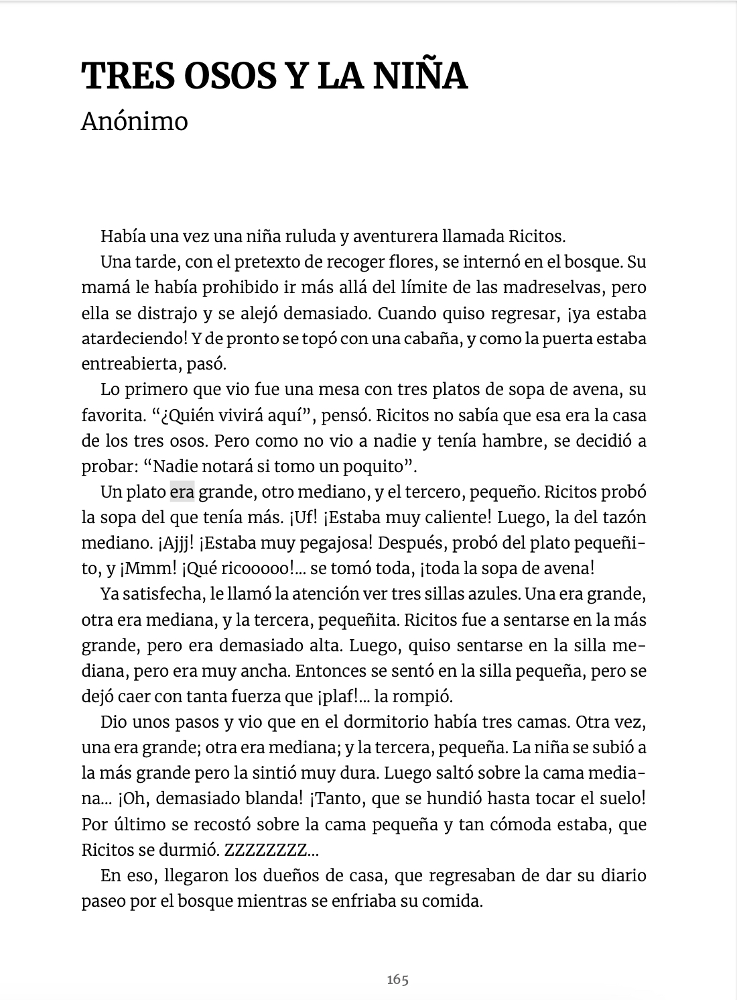 TRES OSOS Y LA NIÑA
Anónimo
Había una vez una niña ruluda y aventurera llamada Ricitos.
Una tarde, con el pretexto de recoger flores, se internó en el bosque. Su
mamá le había prohibido ir más allá del límite de las madreselvas, pero
ella se distrajo y se alejó demasiado. Cuando quiso regresar, ¡ya estaba
atardeciendo! Y de pronto se topó con una cabaña, y como la puerta estaba
entreabierta, pasó.
Lo primero que vio fue una mesa con tres platos de sopa de avena, su
favorita. “¿Quién vivirá aquí”, pensó. Ricitos no sabía que esa era la casa
de los tres osos. Pero como no vio a nadie y tenía hambre, se decidió a
probar: “Nadie notará si tomo un poquito”.
Un plato era grande, otro mediano, y el tercero, pequeño. Ricitos probó
la sopa del que tenía más. ¡Uf! ¡Estaba muy caliente! Luego, la del tazón
mediano. ¡Ajjj! ¡Estaba muy pegajosa! Después, probó del plato pequeñi-
to, y ¡Mmm! ¡Qué ricooooo!... se tomó toda, ¡toda la sopa de avena!
Ya satisfecha, le llamó la atención ver tres sillas azules. Una era grande,
otra era mediana, y la tercera, pequeñita. Ricitos fue a sentarse en la más
grande, pero era demasiado alta. Luego, quiso sentarse en la silla me-
diana, pero era muy ancha. Entonces se sentó en la silla pequeña, pero se
dejó caer con tanta fuerza que ¡plaf!... la rompió.
Dio unos pasos y vio que en el dormitorio había tres camas. Otra vez,
una era grande; otra era mediana; y la tercera, pequeña. La niña se subió a
la más grande pero la sintió muy dura. Luego saltó sobre la cama media-
na... ¡Oh, demasiado blanda! ¡Tanto, que se hundió hasta tocar el suelo!
Por último se recostó sobre la cama pequeña y tan cómoda estaba, que
Ricitos se durmió. ZZZZZZZZ...
En eso, llegaron los dueños de casa, que regresaban de dar su diario
paseo por el bosque mientras se enfriaba su comida.
165